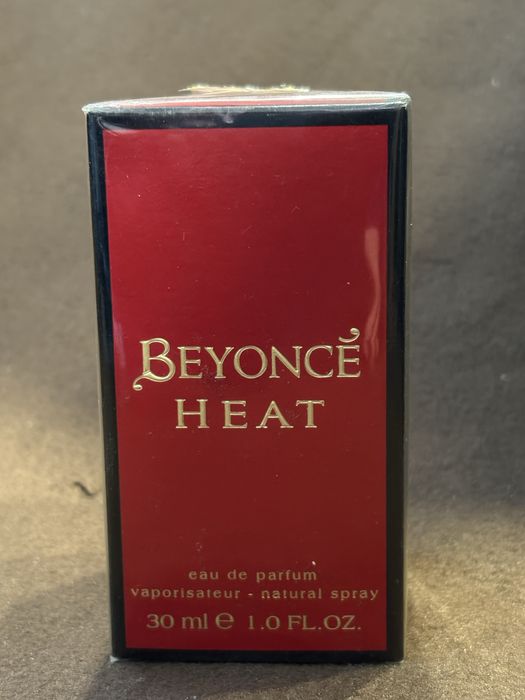 BEYONCÉ
HEAT
eau de parfum
vaporisateur - natural spray
30 ml ℮ 1.0 FL.OZ.